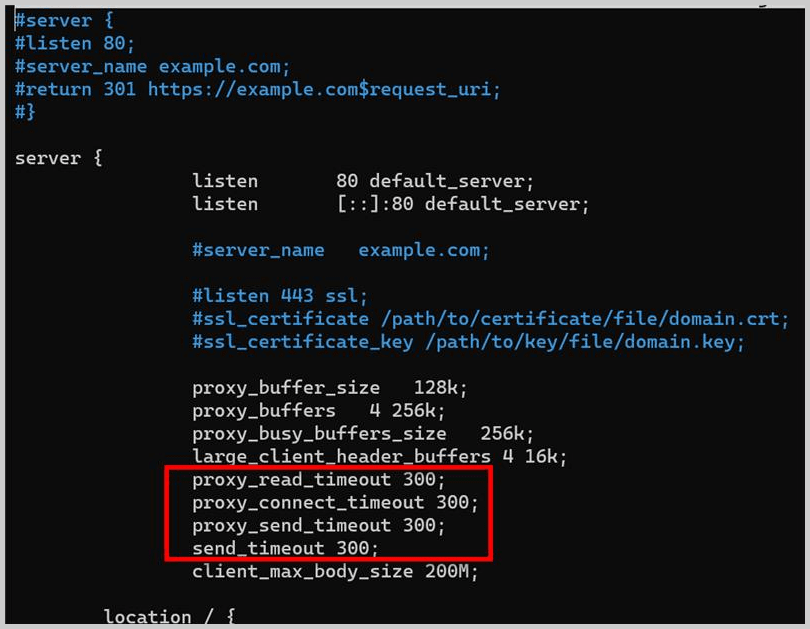 #server {
#listen 80;
#server_name example.com;
#return 301 https://example.com$request_uri;
#}
server {
listen 80 default_server;
listen [::]:80 default_server;
#server_name example.com;
#listen 443 ssl;
#ssl_certificate /path/to/certificate/file/domain.crt;
#ssl_certificate_key /path/to/key/file/domain.key;
proxy_buffer_size 128k;
proxy_buffers 4 256k;
proxy_busy_buffers_size 256k;
large_client_header_buffers 4 16k;
proxy_read_timeout 300;
proxy_connect_timeout 300;
proxy_send_timeout 300;
send_timeout 300;
client_max_body_size 200M;
location / {